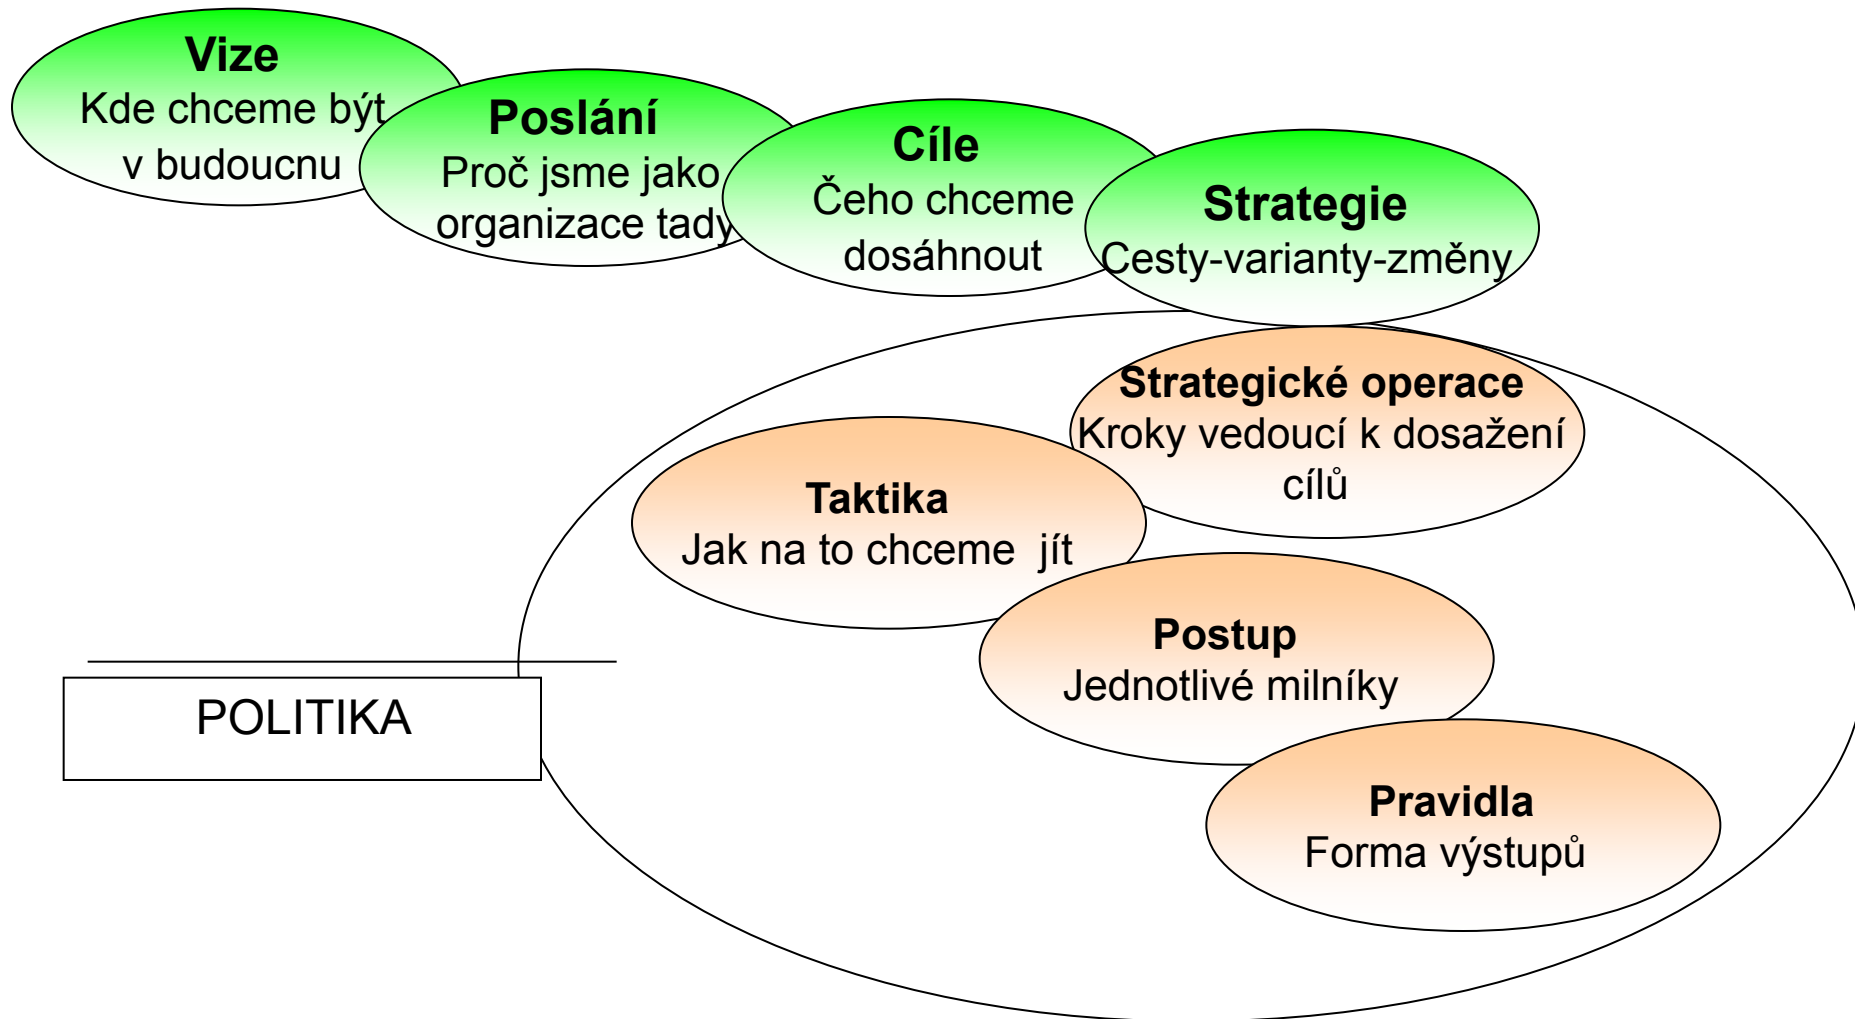 Vize
Kde chceme být
v budoucnu
Poslání
Proč jsme jako
organizace tady
Cíle
Čeho chceme
dosáhnout
Strategie
Cesty-varianty-změny
Strategické operace
Kroky vedoucí k dosažení
cílů
Taktika
Jak na to chceme  jít
Postup
Jednotlivé milníky
POLITIKA
Pravidla
Forma výstupů